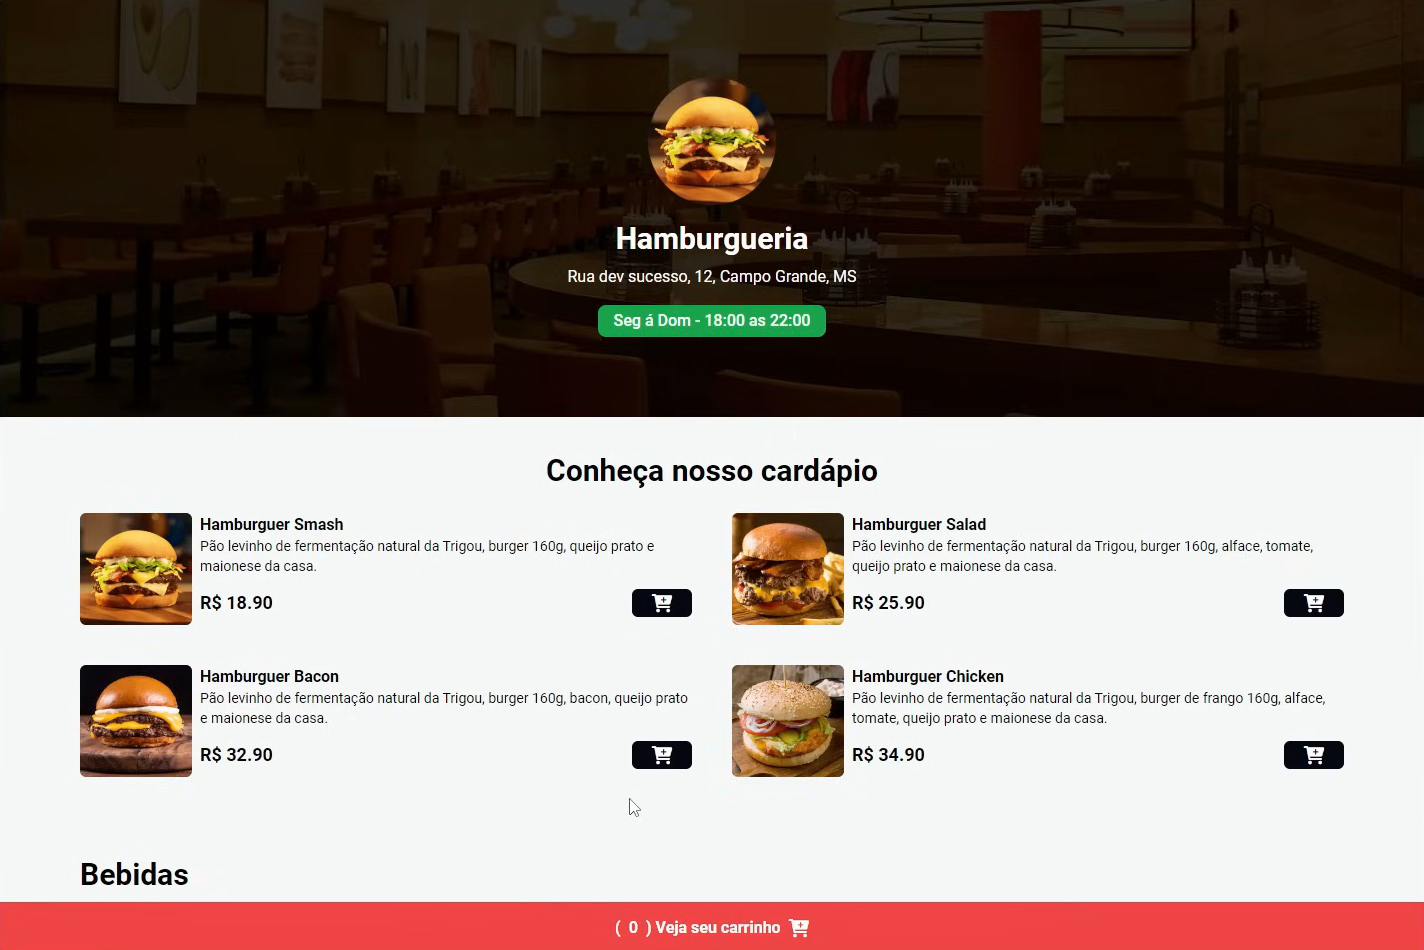 Hamburgueria
Rua dev sucesso, 12, Campo Grande, MS
Seg á Dom - 18:00 as 22:00
Conheça nosso cardápio
Hamburguer Smash
Pão levinho de fermentação natural da Trigou, burger 160g, queijo prato e
maionese da casa.
R$ 18.90
Hamburguer Salad
Pão levinho de fermentação natural da Trigou, burger 160g, alface, tomate,
queijo prato e maionese da casa.
R$ 25.90
Hamburguer Bacon
Pão levinho de fermentação natural da Trigou, burger 160g, bacon, queijo prato
e maionese da casa.
R$ 32.90
Hamburguer Chicken
Pão levinho de fermentação natural da Trigou, burger de frango 160g, alface,
tomate, queijo prato e maionese da casa.
R$ 34.90
Bebidas
( 0 ) Veja seu carrinho